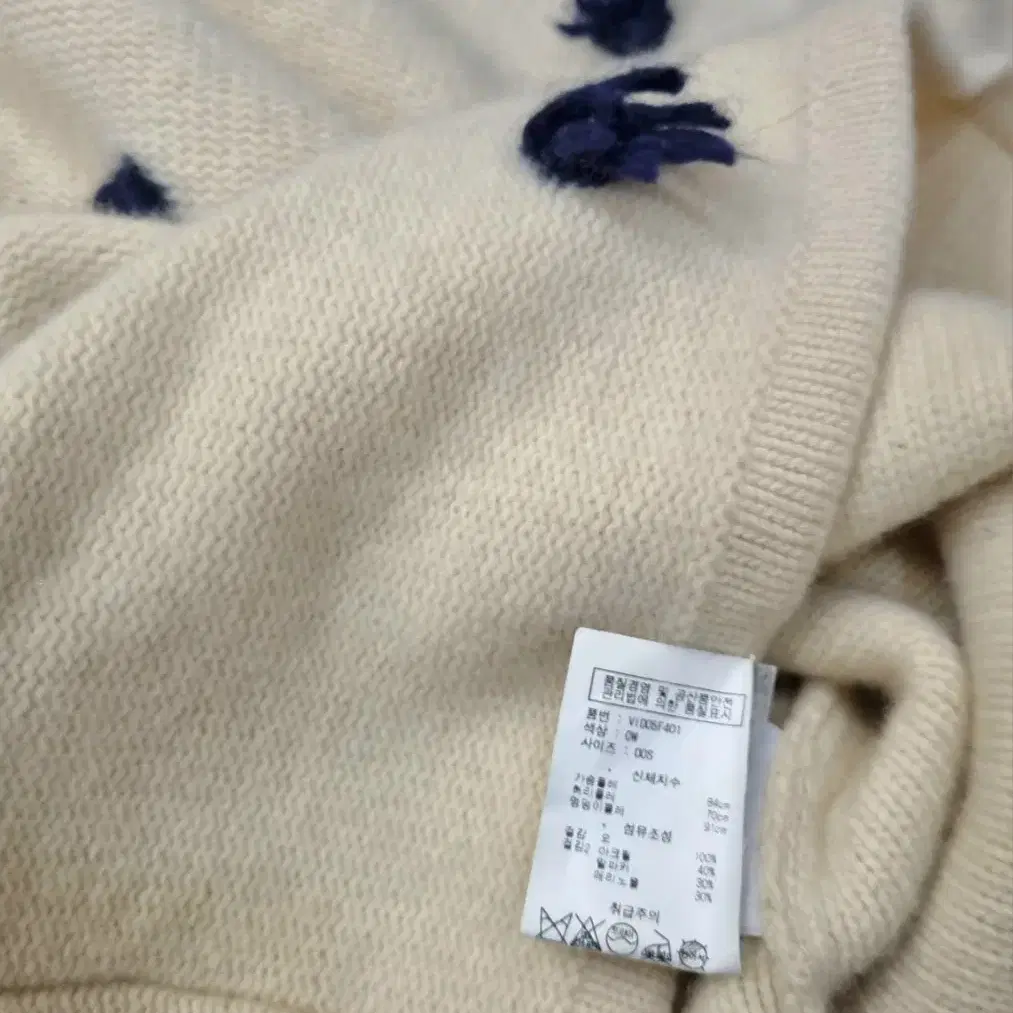 품질경영 및 공산품안전
관리법에 의한 품질표시
품번 : VI005F401
색상 : OW
사이즈 : OOS
신체치수
가슴둘레 84cm
허리둘레 70cm
엉덩이둘레 91cm
섬유조성
겉감 모 100%
겉감2 아크릴 40%
알파카 30%
메리노울 30%
취급주의